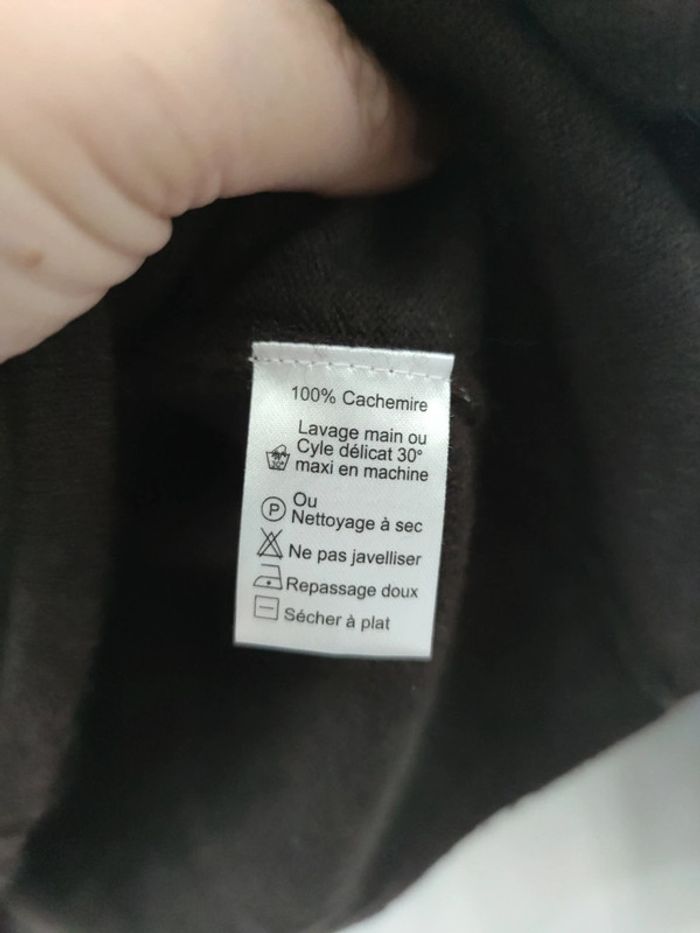 100% Cachemire
Lavage main ou
Cyle délicat 30°
maxi en machine
Ou
P Nettoyage à sec
Ne pas javelliser
Repassage doux
Sécher à plat